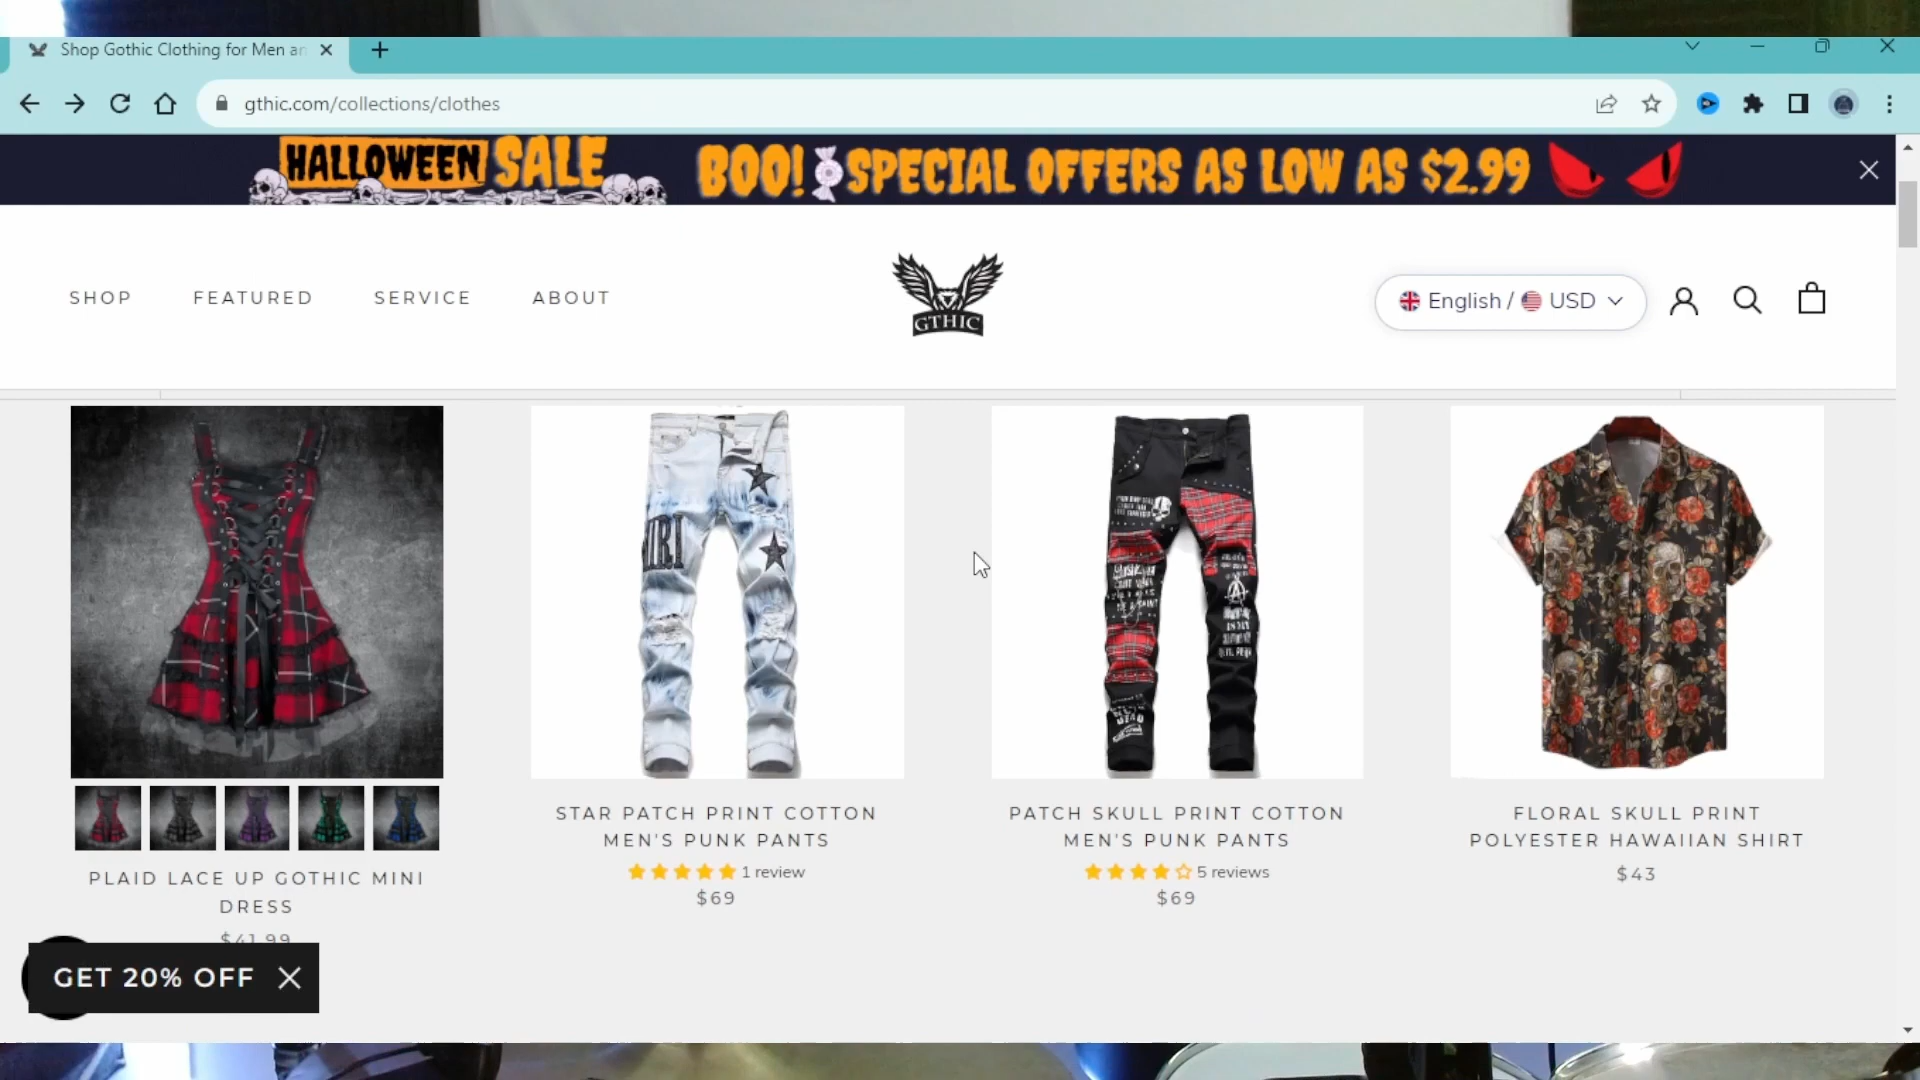 Shop Gothic Clothing for Men an
gthic.com/collections/clothes
HALLOWEEN SALE BOO! SPECIAL OFFERS AS LOW AS $2.99
SHOP FEATURED SERVICE ABOUT
GTHIC
English / USD
STAR PATCH PRINT COTTON
MEN'S PUNK PANTS
1 review
$69
PATCH SKULL PRINT COTTON
MEN'S PUNK PANTS
5 reviews
$69
FLORAL SKULL PRINT
POLYESTER HAWAIIAN SHIRT
$43
PLAID LACE UP GOTHIC MINI
DRESS
$41.99
GET 20% OFF